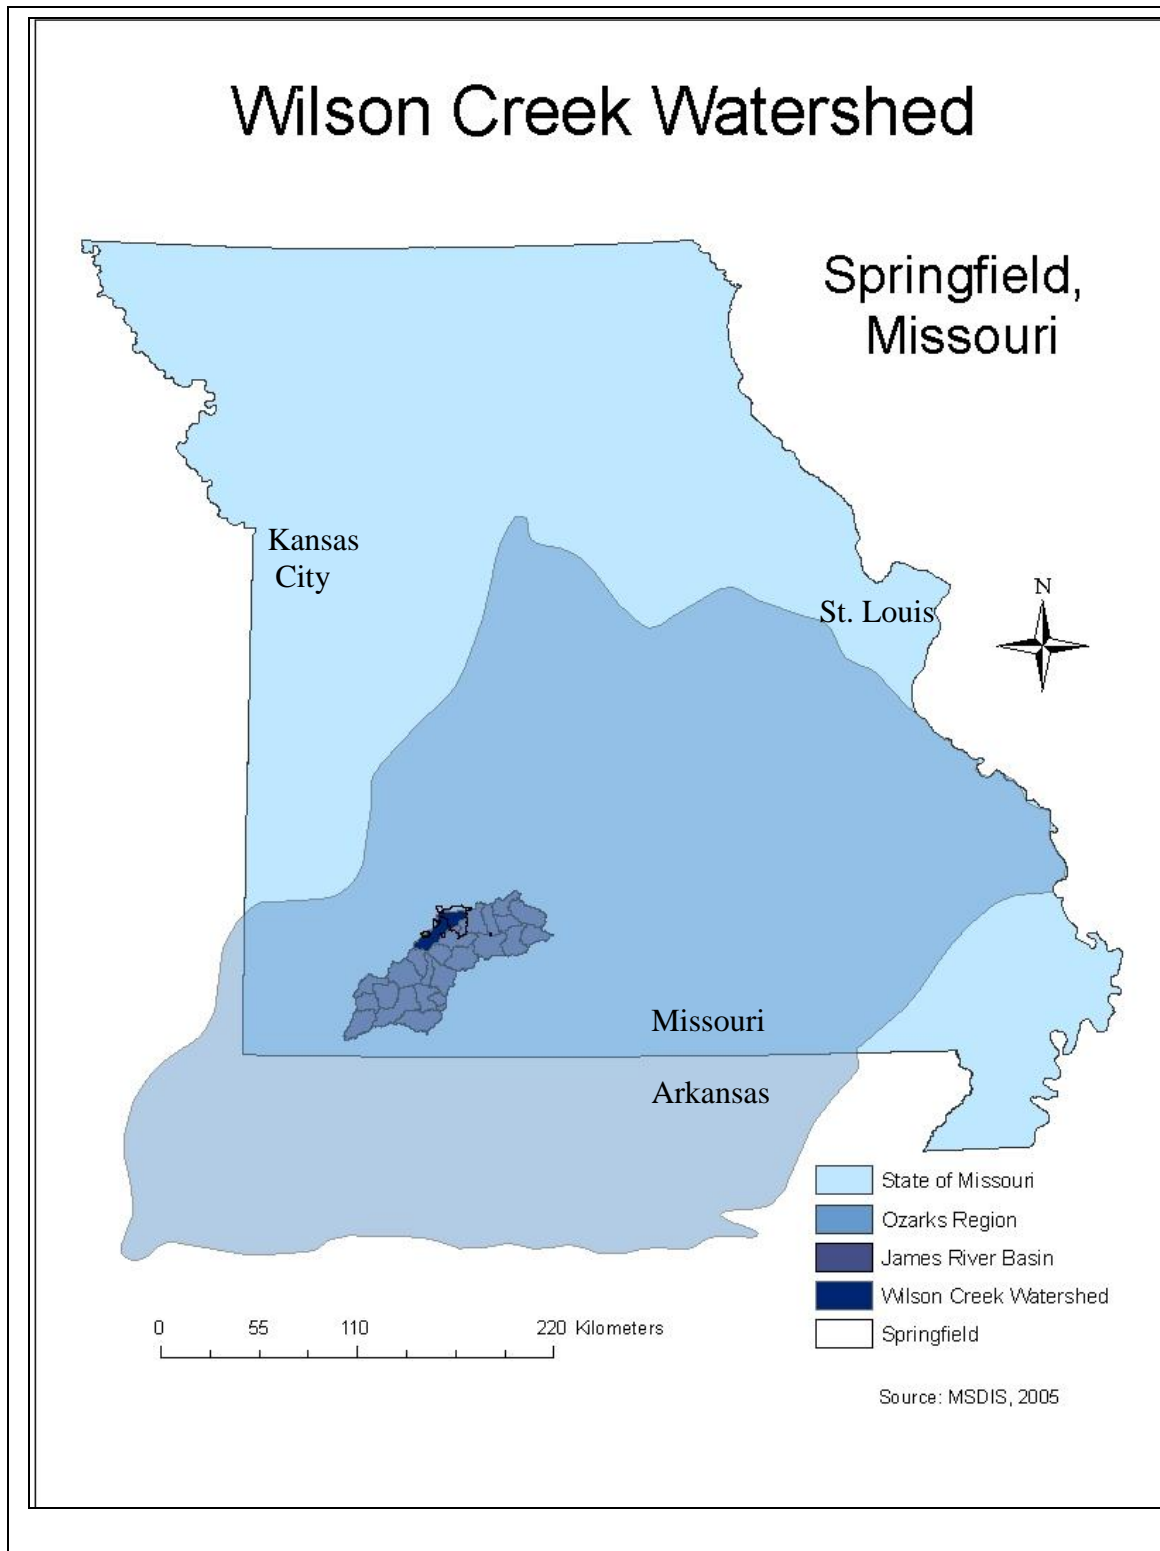 Wilson Creek Watershed
Springfield,
Missouri
Kansas
City
St. Louis
N
Missouri
Arkansas
State of Missouri
Ozarks Region
James River Basin
Wilson Creek Watershed
Springfield
0 55 110 220 Kilometers
Source: MSDIS, 2005